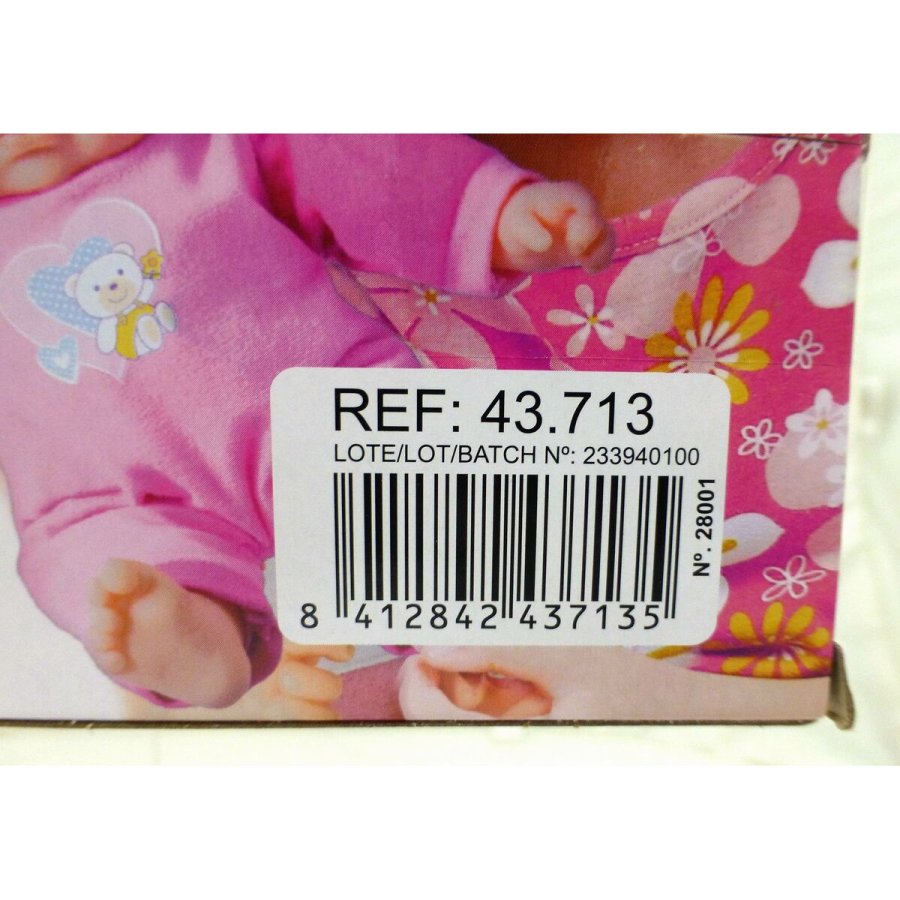 REF: 43.713
LOTE/LOT/BATCH Nº: 233940100
Nº. 28001
8 412842 437135